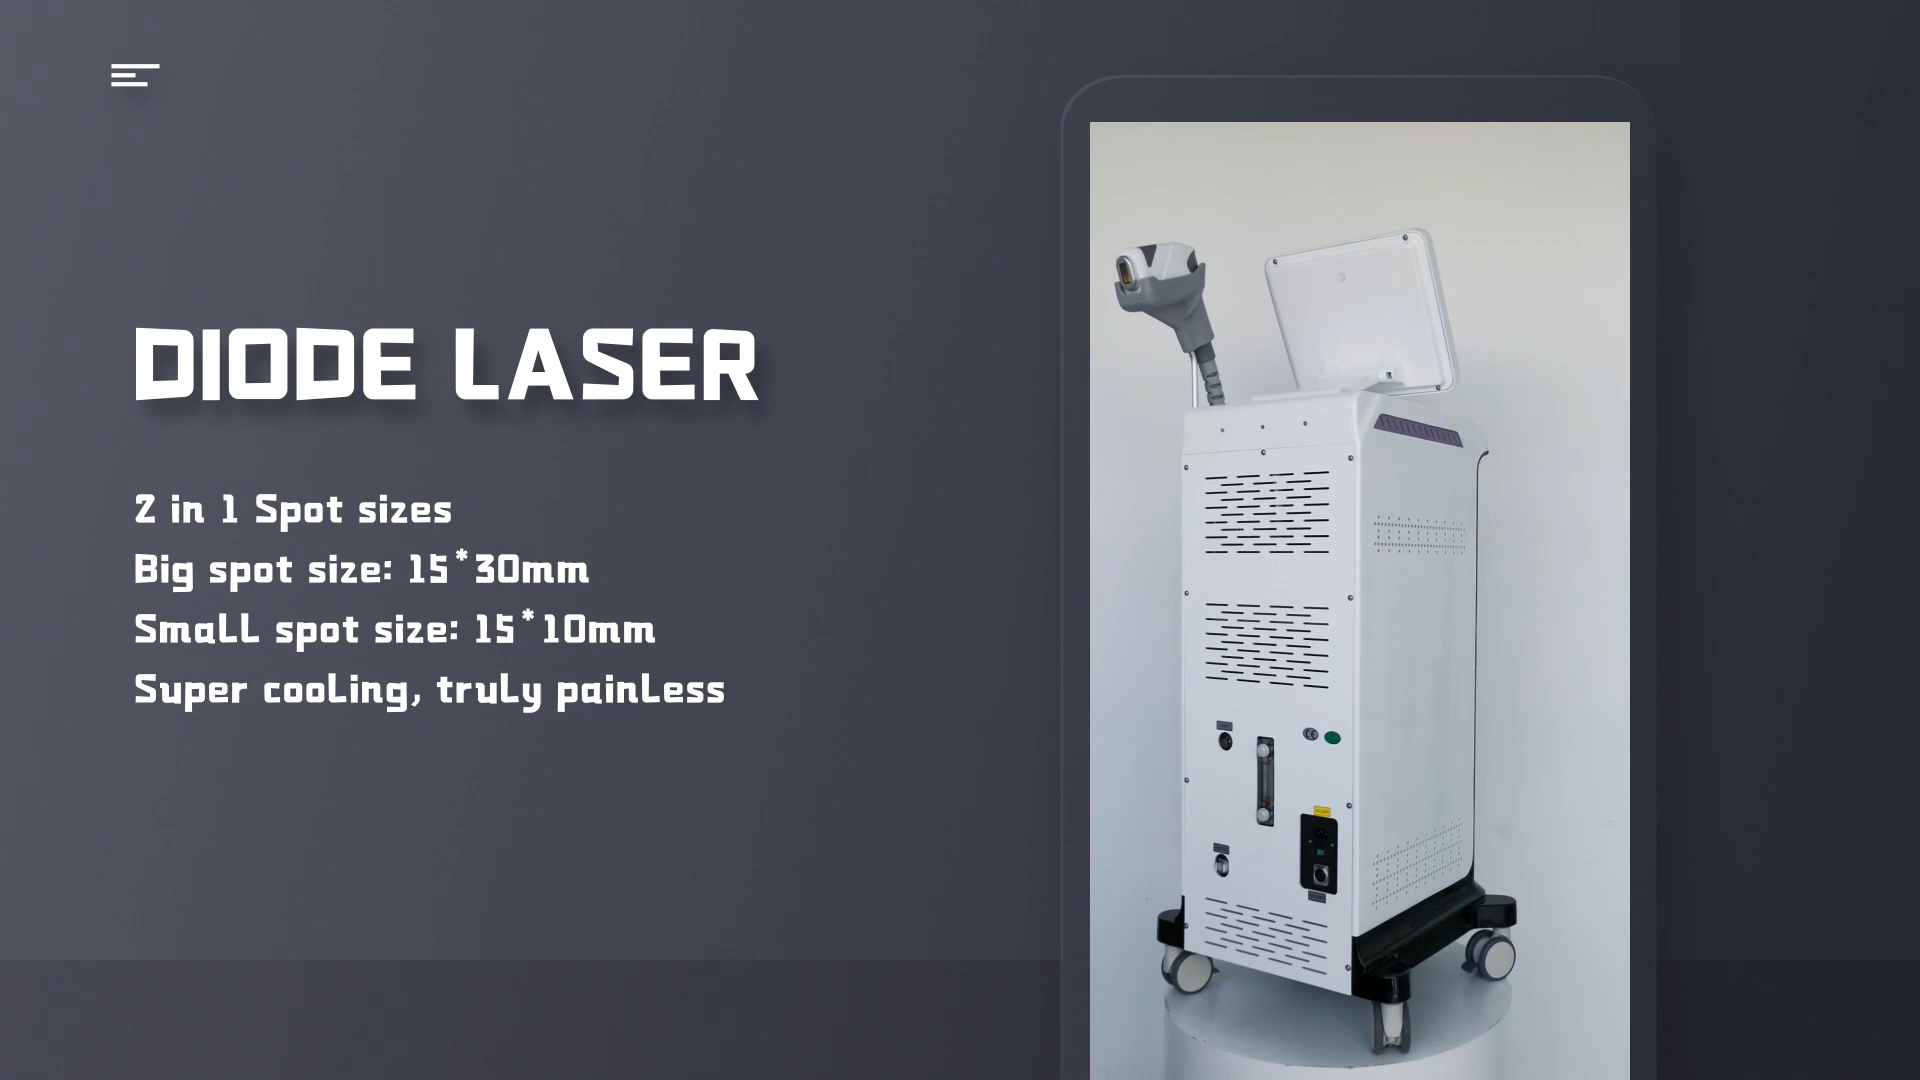 DIODE LASER
2 in 1 Spot sizes
Big spot size: 15*30mm
Small spot size: 15*10mm
Super cooling, truly painless
CE